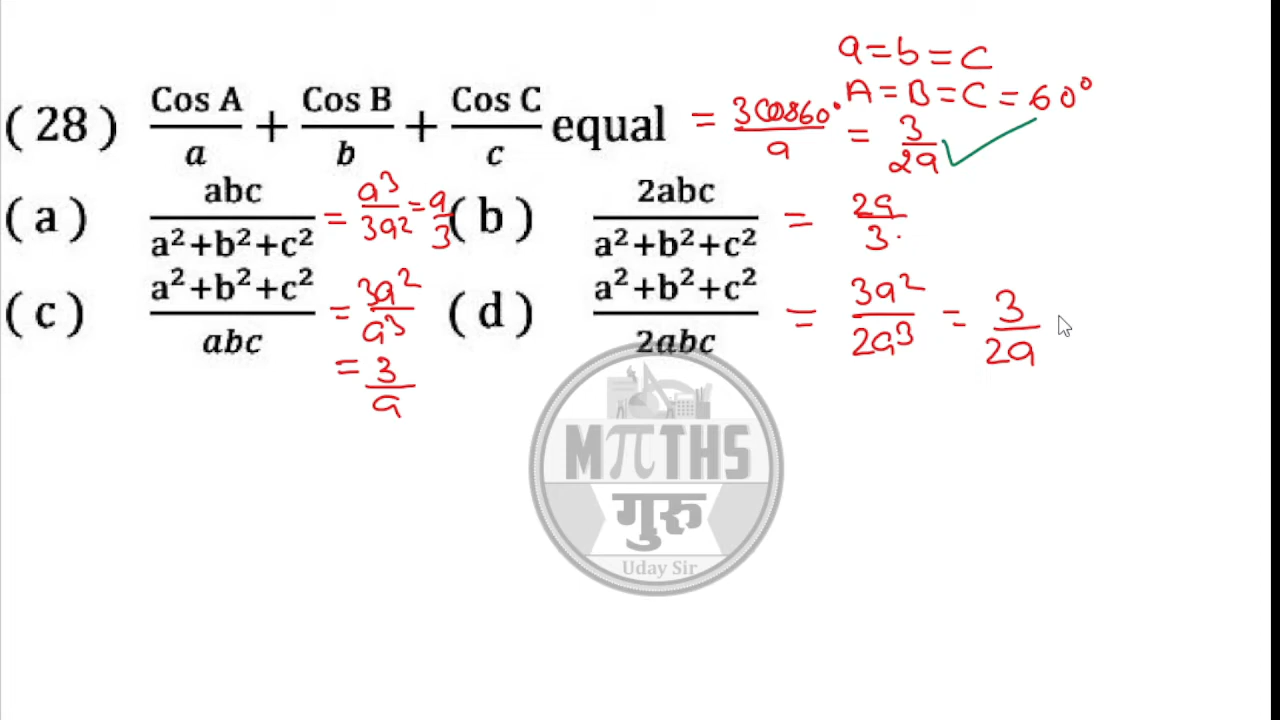 a = b = c
A = B = C = 60°
(28) Cos A/a + Cos B/b + Cos C/c equal = 3 cos60°/a = 3/2a ✓
(a) abc/a²+b²+c² = a³/3a² = a/3 (b) 2abc/a²+b²+c² = 2a/3.
(c) a²+b²+c²/abc = 3a²/a³ (d) a²+b²+c²/2abc = 3a²/2a³ = 3/2a
= 3/a
MπTHS
गुरु
Uday Sir